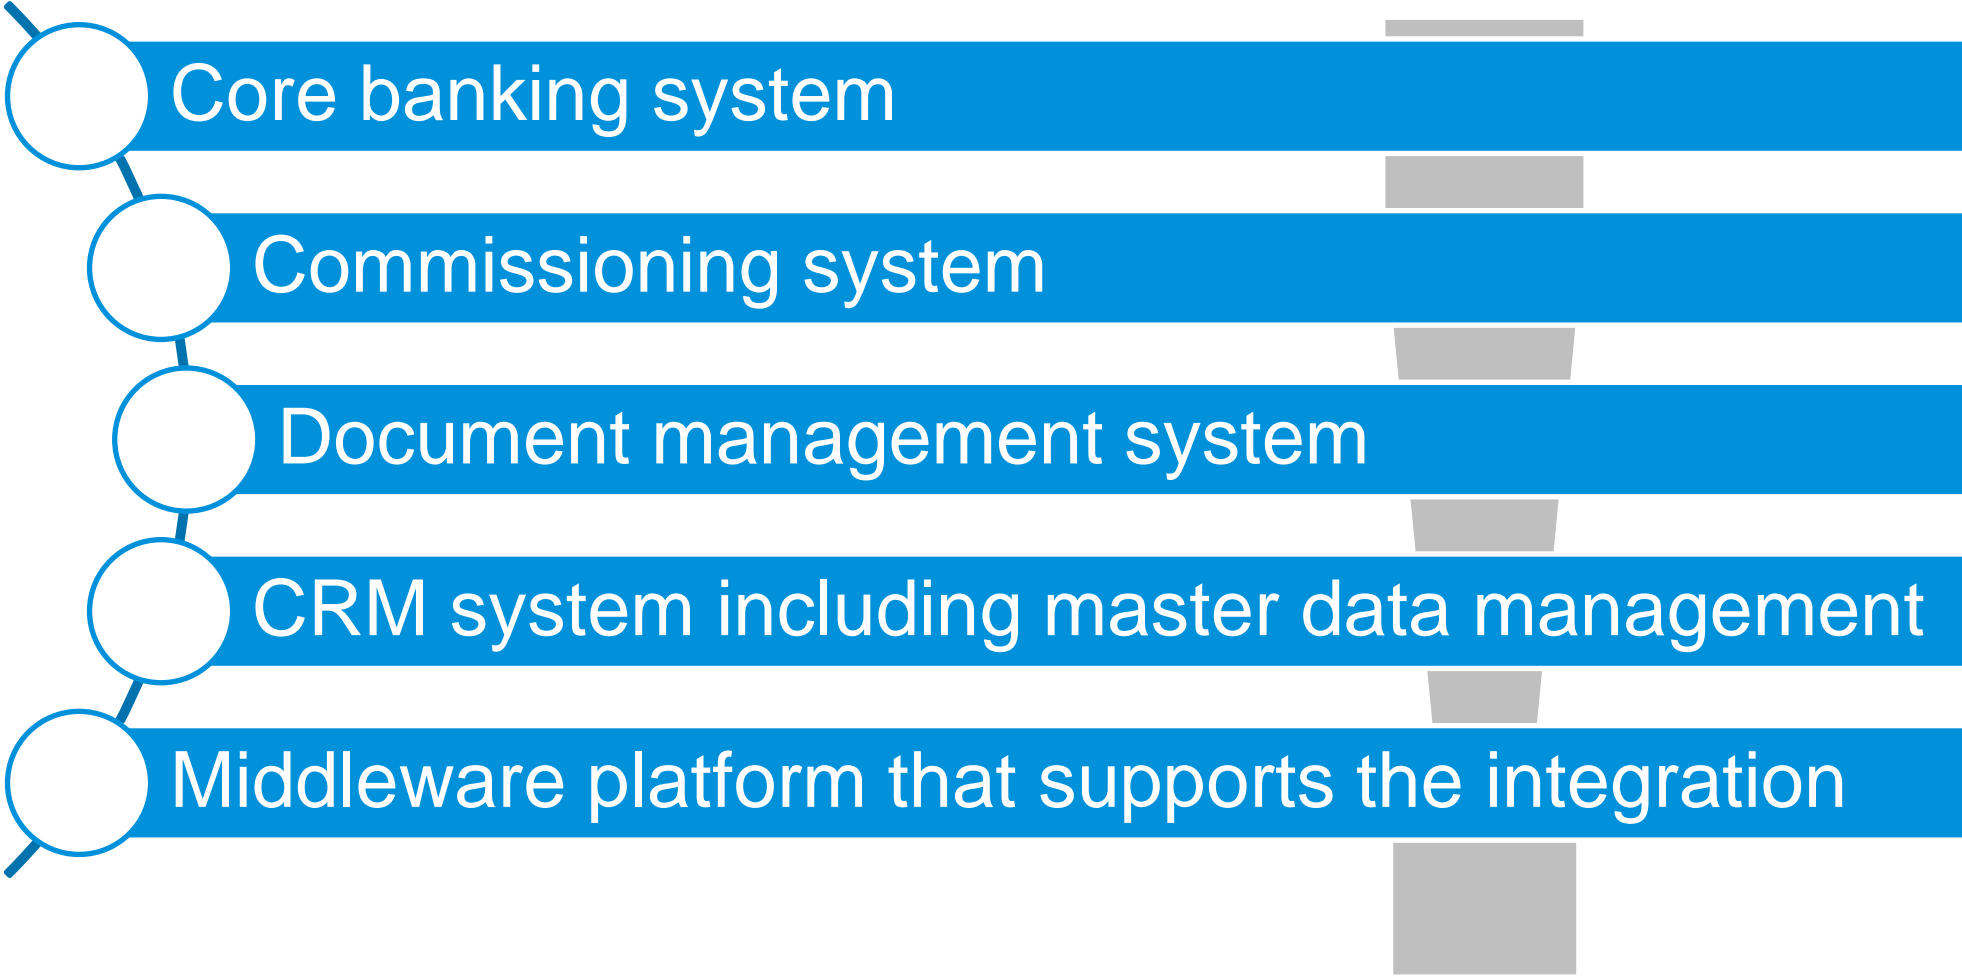 Core banking system
Commissioning system
Document management system
CRM system including master data management
Middleware platform that supports the integration